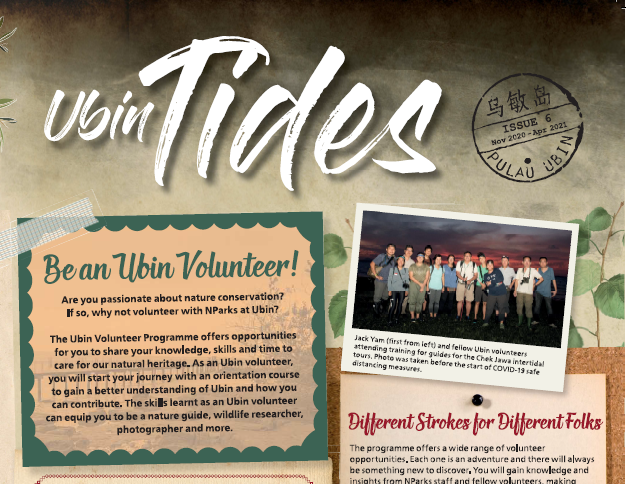 Ubin Tides
乌敏岛
ISSUE 6
Nov 2020 - Apr 2021
PULAU UBIN
Be an Ubin Volunteer!
Are you passionate about nature conservation?
If so, why not volunteer with NParks at Ubin?
The Ubin Volunteer Programme offers opportunities
for you to share your knowledge, skills and time to
care for our natural heritage. As an Ubin volunteer,
you will start your journey with an orientation course
to gain a better understanding of Ubin and how you
can contribute. The skills learnt as an Ubin volunteer
can equip you to be a nature guide, wildlife researcher,
photographer and more.
Jack Yam (first from left) and fellow Ubin volunteers
attending training for guides for the Chek Jawa intertidal
tours. Photo was taken before the start of COVID-19 safe
distancing measures.
Different Strokes for Different Folks
The programme offers a wide range of volunteer
opportunities. Each one is an adventure and there will always
be something new to discover. You will gain knowledge and
insights from NParks staff and fellow volunteers, making